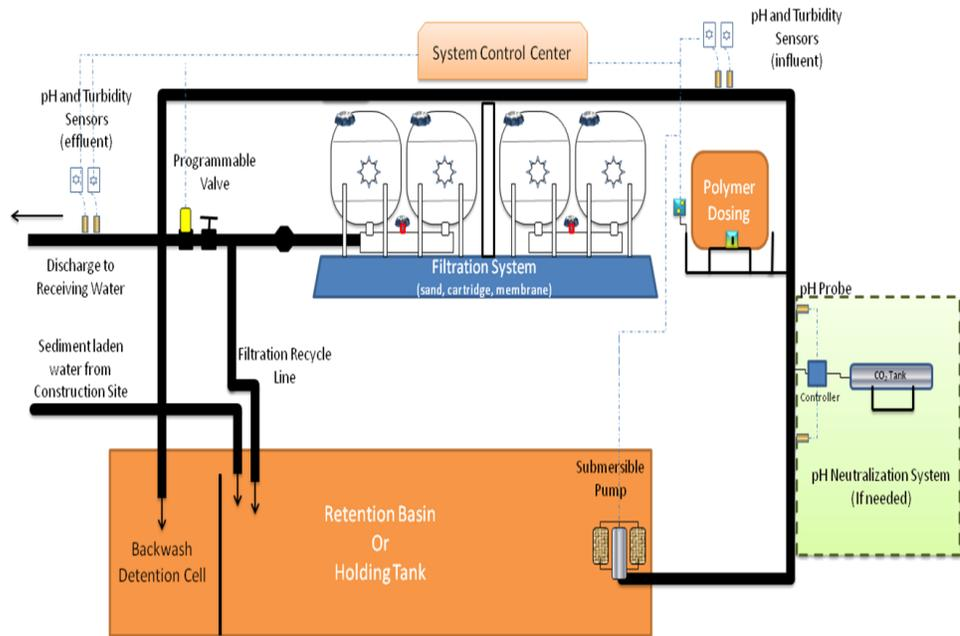 System Control Center
pH and Turbidity
Sensors
(influent)
pH and Turbidity
Sensors
(effluent)
Programmable
Valve
Polymer
Dosing
Discharge to
Receiving Water
Filtration System
(sand, cartridge, membrane)
pH Probe
Sediment laden
water from
Construction Site
Filtration Recycle
Line
CO₂ Tank
Controller
Submersible
Pump
pH Neutralization System
(If needed)
Retention Basin
Or
Holding Tank
Backwash
Detention Cell